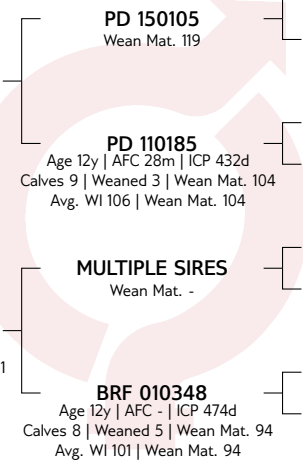 PD 150105
Wean Mat. 119
PD 110185
Age 12y | AFC 28m | ICP 432d
Calves 9 | Weaned 3 | Wean Mat. 104
Avg. WI 106 | Wean Mat. 104
MULTIPLE SIRES
Wean Mat. -
1
BRF 010348
Age 12y | AFC - | ICP 474d
Calves 8 | Weaned 5 | Wean Mat. 94
Avg. WI 101 | Wean Mat. 94